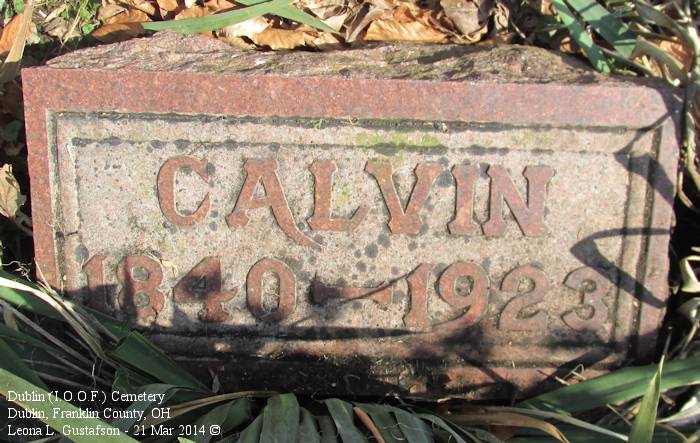 CALVIN
1840-1923
Dublin (I.O.O.F.) Cemetery
Dublin, Franklin County, OH
Leona L. Gustafson - 21 Mar 2014 ©